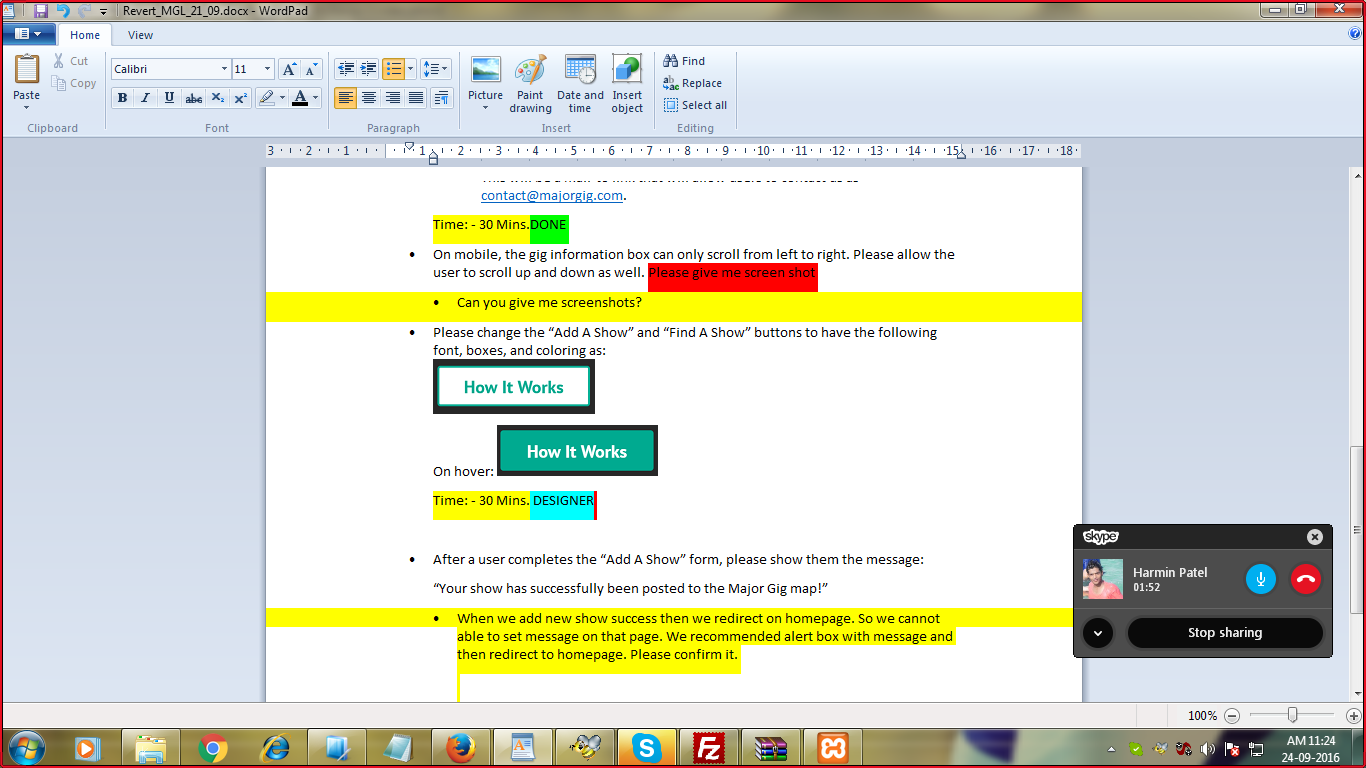 Revert_MGL_21_09.docx - WordPad
Home View
Paste
Cut
Copy
Clipboard
Calibri 11
B I U abc X₂ X²
A
Font
Paragraph
Picture
Paint drawing
Date and time
Insert object
Insert
Find
Replace
Select all
Editing
3 2 1 1 2 3 4 5 6 7 8 9 10 11 12 13 14 15 16 17 18
contact@majorgig.com.
Time: - 30 Mins.DONE
• On mobile, the gig information box can only scroll from left to right. Please allow the
user to scroll up and down as well. Please give me screen shot
• Can you give me screenshots?
• Please change the “Add A Show” and “Find A Show” buttons to have the following
font, boxes, and coloring as:
How It Works
On hover: How It Works
Time: - 30 Mins. DESIGNER
• After a user completes the “Add A Show” form, please show them the message:
“Your show has successfully been posted to the Major Gig map!”
• When we add new show success then we redirect on homepage. So we cannot
able to set message on that page. We recommended alert box with message and
then redirect to homepage. Please confirm it.
skype
Harmin Patel
01:52
Stop sharing
100%
AM 11:24
24-09-2016